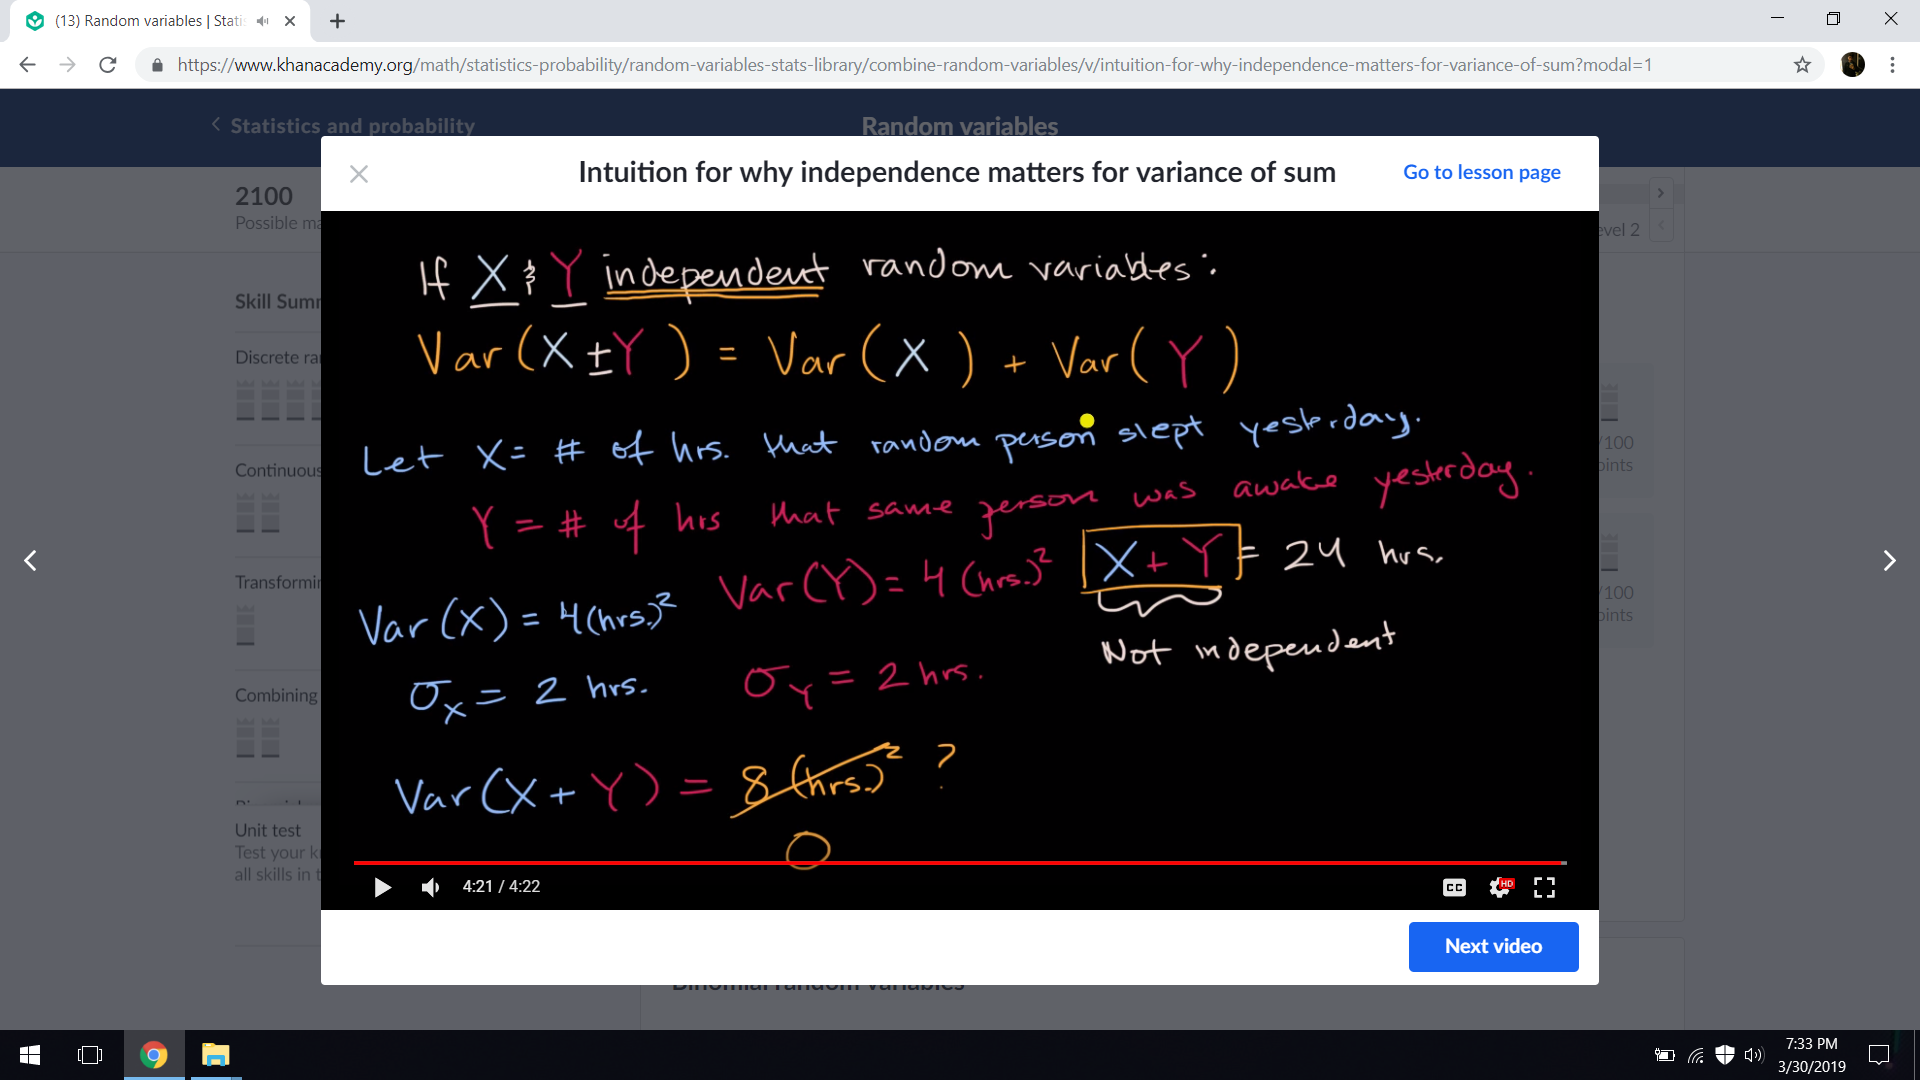 (13) Random variables | Stati
https://www.khanacademy.org/math/statistics-probability/random-variables-stats-library/combine-random-variables/v/intuition-for-why-independence-matters-for-variance-of-sum?modal=1
Statistics and probability
Random variables
Intuition for why independence matters for variance of sum
Go to lesson page
2100
Possible ma
evel 2
Skill Summ
Discrete ra
Continuous
Transformin
Combining
Unit test
Test your k
all skills in t
/100
oints
/100
oints
If X & Y independent random variables:
Var(X ± Y) = Var(X) + Var(Y)
Let X = # of hrs. that random person slept yesterday.
Y = # of hrs that same person was awake yesterday.
X + Y = 24 hrs.
Var(X) = 4(hrs.)² Var(Y) = 4 (hrs.)²
Not independent
σX = 2 hrs. σY = 2 hrs.
Var(X + Y) = 8 (hrs.)² ?
0
4:21 / 4:22
CC
HD
Next video
Binomial random variables
7:33 PM
3/30/2019